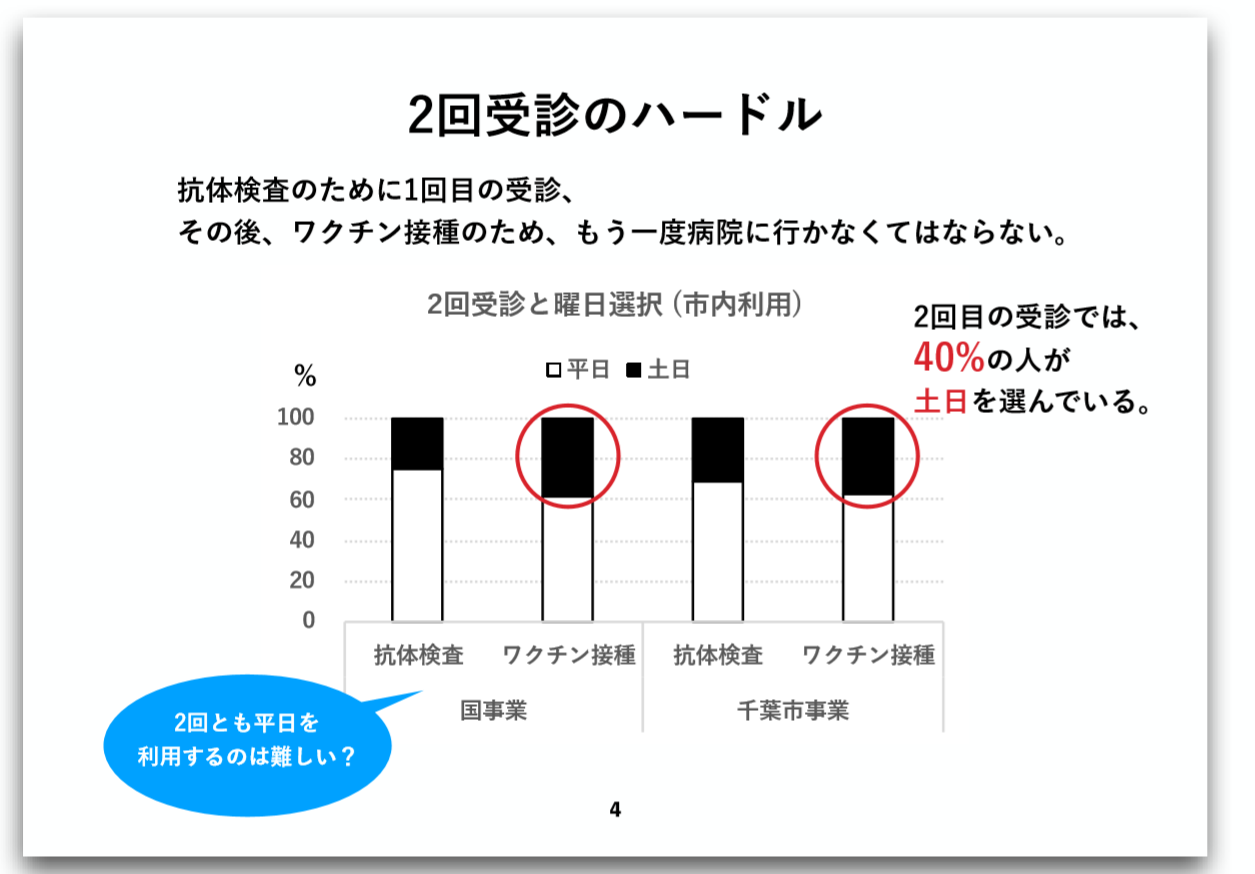 2回受診のハードル
抗体検査のために1回目の受診、
その後、ワクチン接種のため、もう一度病院に行かなくてはならない。
2回受診と曜日選択 (市内利用)
2回目の受診では、
40%の人が
土日を選んでいる。
平日 土日
%
100
80
60
40
20
0
抗体検査 ワクチン接種 抗体検査 ワクチン接種
国事業 千葉市事業
2回とも平日を
利用するのは難しい？
4